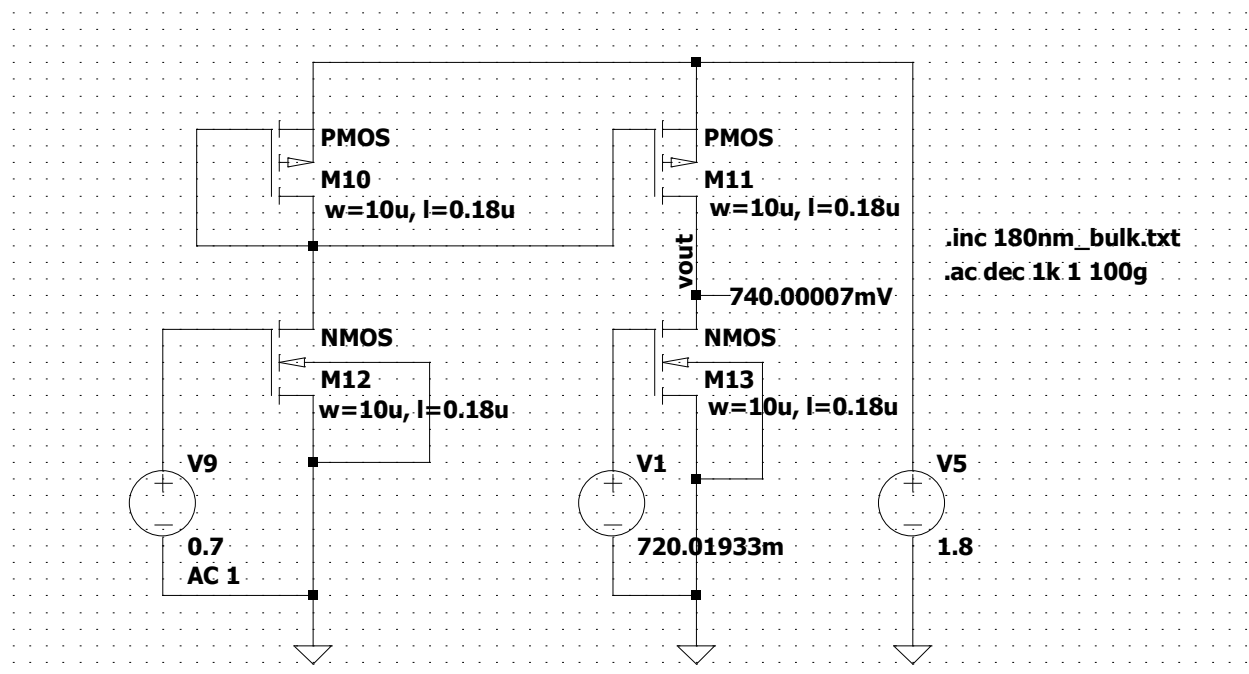 PMOS
M10
w=10u, l=0.18u
PMOS
M11
w=10u, l=0.18u
.inc 180nm_bulk.txt
.ac dec 1k 1 100g
vout
740.00007mV
NMOS
M12
w=10u, l=0.18u
NMOS
M13
w=10u, l=0.18u
V9
0.7
AC 1
V1
720.01933m
V5
1.8